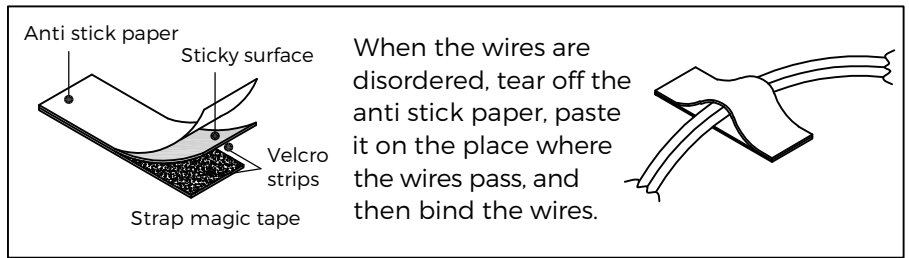 Anti stick paper
Sticky surface
Velcro
strips
Strap magic tape
When the wires are
disordered, tear off the
anti stick paper, paste
it on the place where
the wires pass, and
then bind the wires.